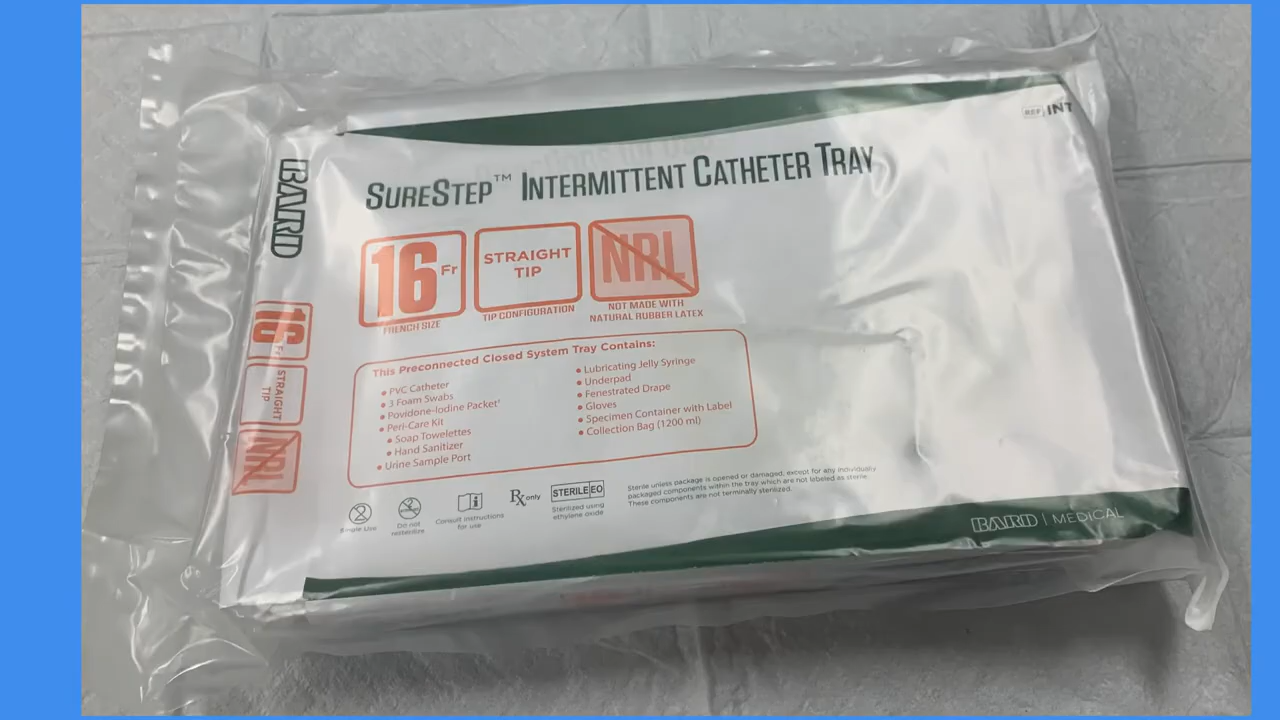 BARD
SURESTEP™ INTERMITTENT CATHETER TRAY
REF INT
16 Fr
FRENCH SIZE
STRAIGHT
TIP
TIP CONFIGURATION
NRL
NOT MADE WITH
NATURAL RUBBER LATEX
16 Fr
STRAIGHT
TIP
NRL
This Preconnected Closed System Tray Contains:
• PVC Catheter
• 3 Foam Swabs
• Povidone-Iodine Packet†
• Peri-Care Kit
• Soap Towelettes
• Hand Sanitizer
• Urine Sample Port
• Lubricating Jelly Syringe
• Underpad
• Fenestrated Drape
• Gloves
• Specimen Container with Label
• Collection Bag (1200 ml)
2
Single Use
2
Do not
resterilize
i
Consult instructions
for use
Rx only
STERILE EO
Sterilized using
ethylene oxide
Sterile unless package is opened or damaged, except for any individually
packaged components within the tray which are not labeled as sterile.
These components are not terminally sterilized.
BARD | MEDICAL